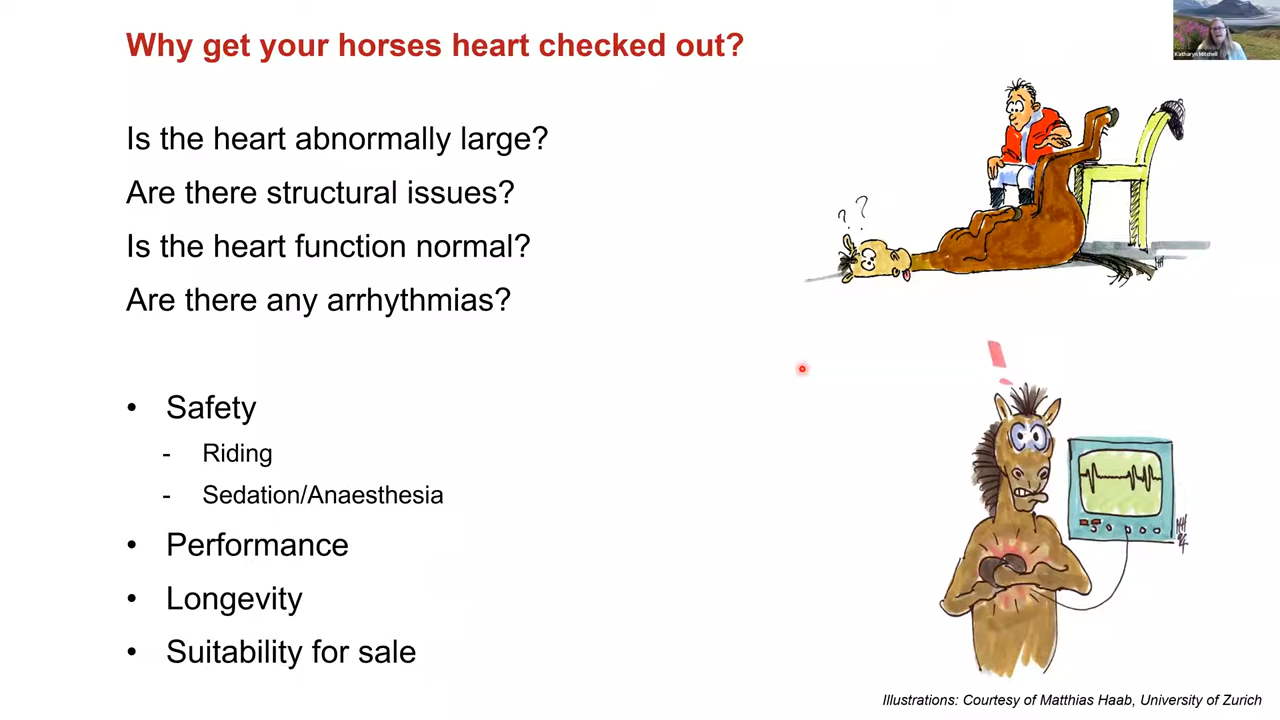 Why get your horses heart checked out?
Katharyn Mitchell
Is the heart abnormally large?
Are there structural issues?
Is the heart function normal?
Are there any arrhythmias?
? ?
• Safety
- Riding
- Sedation/Anaesthesia
• Performance
• Longevity
• Suitability for sale
Illustrations: Courtesy of Matthias Haab, University of Zurich